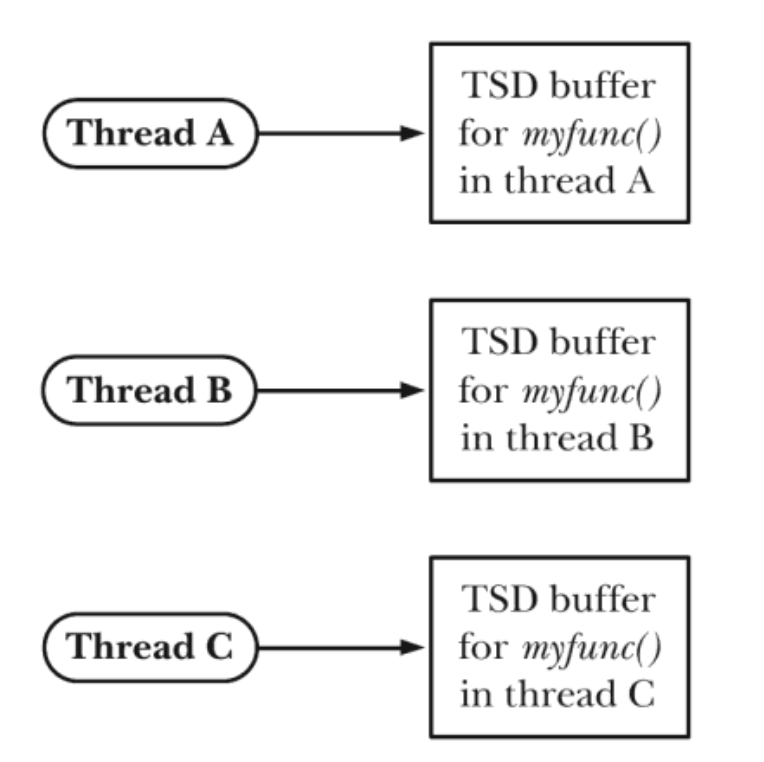 Thread A
TSD buffer
for myfunc()
in thread A
Thread B
TSD buffer
for myfunc()
in thread B
Thread C
TSD buffer
for myfunc()
in thread C